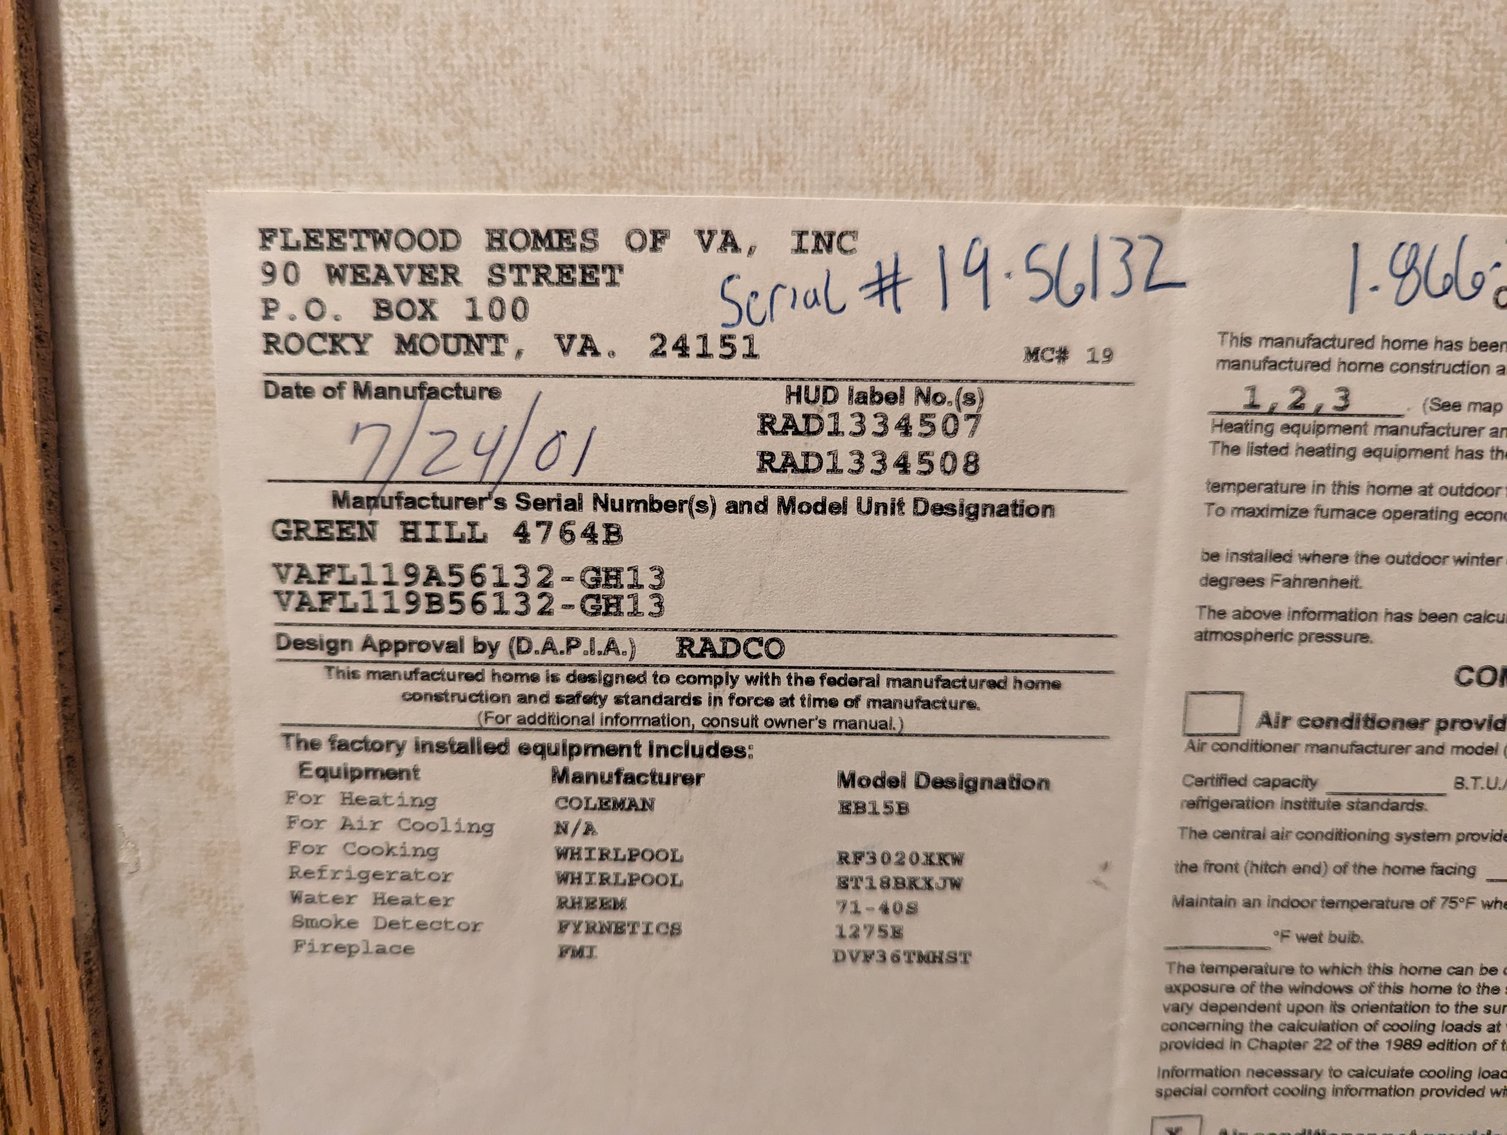 FLEETWOOD HOMES OF VA, INC
90 WEAVER STREET
P.O. BOX 100
ROCKY MOUNT, VA. 24151
Serial # 19-56132
MC# 19
Date of Manufacture
7/24/01
HUD label No.(s)
RAD1334507
RAD1334508
Manufacturer's Serial Number(s) and Model Unit Designation
GREEN HILL 4764B
VAFL119A56132-GH13
VAFL119B56132-GH13
Design Approval by (D.A.P.I.A.) RADCO
This manufactured home is designed to comply with the federal manufactured home
construction and safety standards in force at time of manufacture.
(For additional information, consult owner's manual.)
The factory installed equipment includes:
Equipment Manufacturer Model Designation
For Heating COLEMAN EB15B
For Air Cooling N/A
For Cooking WHIRLPOOL RF3020XKW
Refrigerator WHIRLPOOL ET18BKXJW
Water Heater RHEEM 71-40S
Smoke Detector FYRNETICS 1275E
Fireplace FMI DVF36TMHST
1.866-
This manufactured home has been
manufactured home construction a
1,2,3 (See map
Heating equipment manufacturer an
The listed heating equipment has the
temperature in this home at outdoor
To maximize furnace operating econo
be installed where the outdoor winter
degrees Fahrenheit.
The above information has been calcu
atmospheric pressure.
CO
Air conditioner provid
Air conditioner manufacturer and model (
Certified capacity B.T.U./
refrigeration institute standards.
The central air conditioning system provide
the front (hitch end) of the home facing
Maintain an indoor temperature of 75°F whe
°F wet bulb.
The temperature to which this home can be c
exposure of the windows of this home to the s
vary dependent upon its orientation to the sun
concerning the calculation of cooling loads at
provided in Chapter 22 of the 1989 edition of t
Information necessary to calculate cooling load
special comfort cooling information provided wi
X